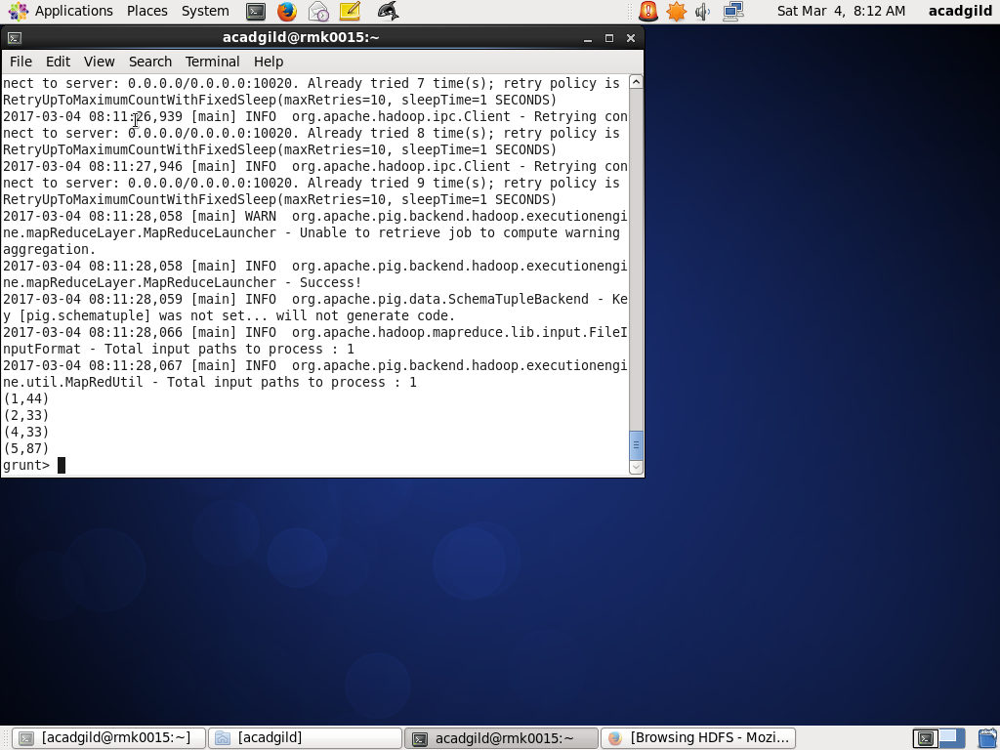 Applications Places System
Sat Mar 4, 8:12 AM acadgild
acadgild@rmk0015:~
File Edit View Search Terminal Help
nect to server: 0.0.0.0/0.0.0.0:10020. Already tried 7 time(s); retry policy is
RetryUpToMaximumCountWithFixedSleep(maxRetries=10, sleepTime=1 SECONDS)
2017-03-04 08:11:26,939 [main] INFO  org.apache.hadoop.ipc.Client - Retrying con
nect to server: 0.0.0.0/0.0.0.0:10020. Already tried 8 time(s); retry policy is
RetryUpToMaximumCountWithFixedSleep(maxRetries=10, sleepTime=1 SECONDS)
2017-03-04 08:11:27,946 [main] INFO  org.apache.hadoop.ipc.Client - Retrying con
nect to server: 0.0.0.0/0.0.0.0:10020. Already tried 9 time(s); retry policy is
RetryUpToMaximumCountWithFixedSleep(maxRetries=10, sleepTime=1 SECONDS)
2017-03-04 08:11:28,058 [main] WARN  org.apache.pig.backend.hadoop.executionengi
ne.mapReduceLayer.MapReduceLauncher - Unable to retrieve job to compute warning
aggregation.
2017-03-04 08:11:28,058 [main] INFO  org.apache.pig.backend.hadoop.executionengi
ne.mapReduceLayer.MapReduceLauncher - Success!
2017-03-04 08:11:28,059 [main] INFO  org.apache.pig.data.SchemaTupleBackend - Ke
y [pig.schematuple] was not set... will not generate code.
2017-03-04 08:11:28,066 [main] INFO  org.apache.hadoop.mapreduce.lib.input.FileI
nputFormat - Total input paths to process : 1
2017-03-04 08:11:28,067 [main] INFO  org.apache.pig.backend.hadoop.executionengi
ne.util.MapRedUtil - Total input paths to process : 1
(1,44)
(2,33)
(4,33)
(5,87)
grunt>
[acadgild@rmk0015:~] [acadgild] acadgild@rmk0015:~ [Browsing HDFS - Mozi...